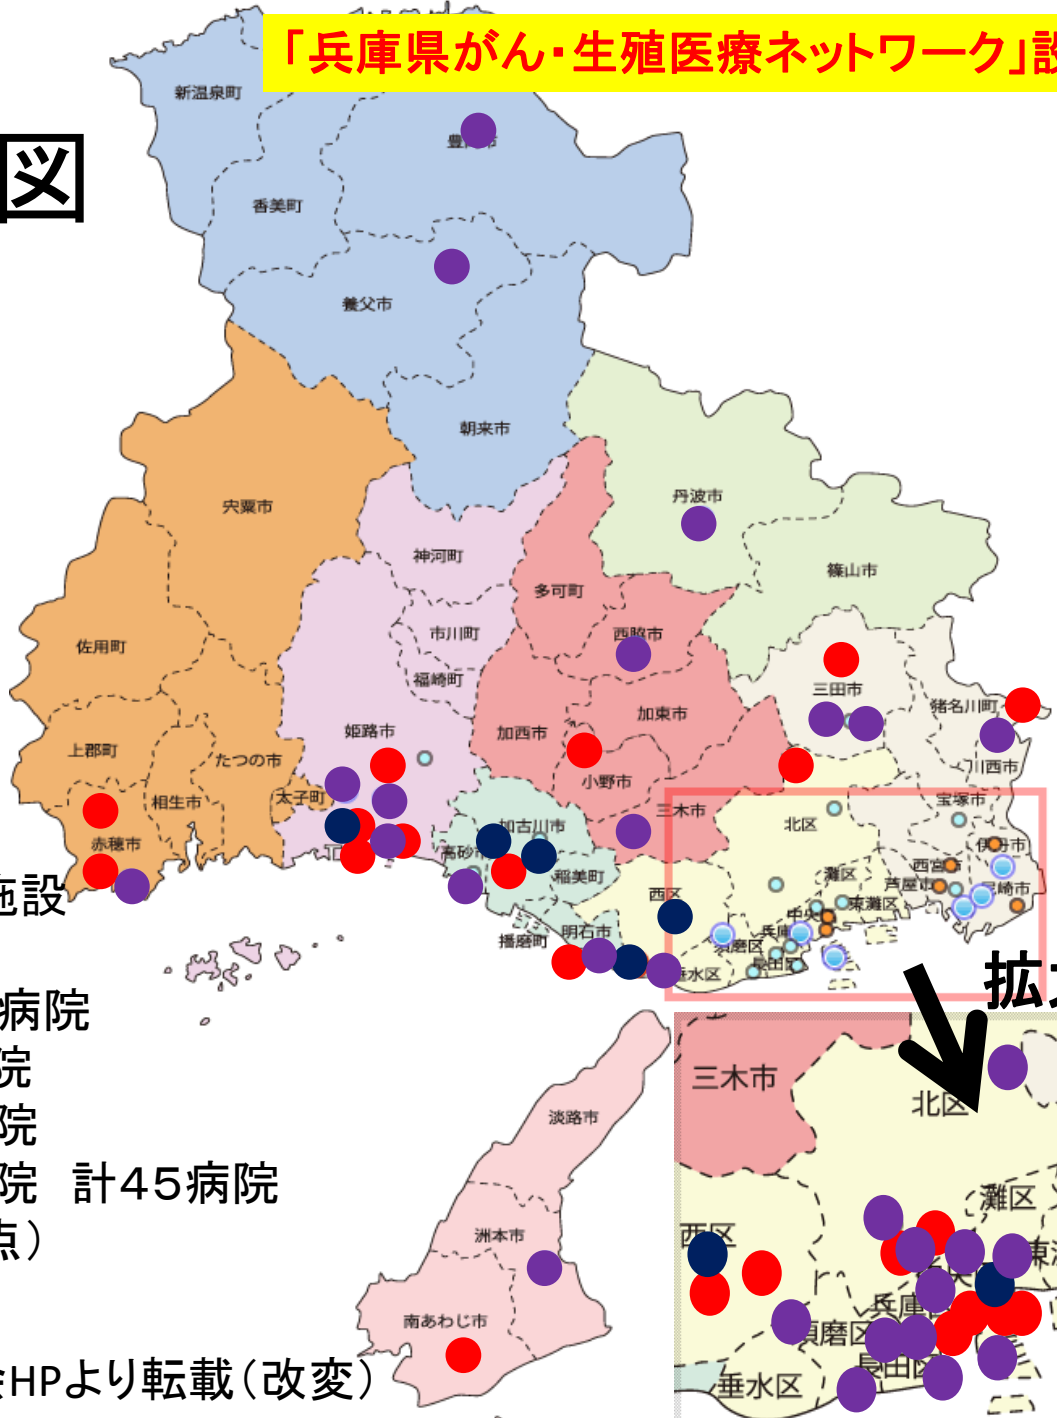 「兵庫県がん・生殖医療ネットワーク」設
図
新温泉町
香美町
養父市
朝来市
宍粟市
丹波市
神河町
多可町
篠山市
市川町
西脇市
佐用町
福崎町
三田市
猪名川町
加東市
姫路市
加西市
上郡町
たつの市
川西市
小野市
太子町
相生市
三木市
宝塚市
北区
加古川市
赤穂市
伊丹市
高砂市
西宮市
灘区
稲美町
芦屋市
尼崎市
西区
東灘区
施設
明石市
播磨町
須磨区
長田区
垂水区
拡
病院
院
院
院 計45病院
点）
三木市
北区
淡路市
灘区
洲本市
西区
南あわじ市
兵庫
須磨区
長田区
垂水区
会HPより転載（改変）